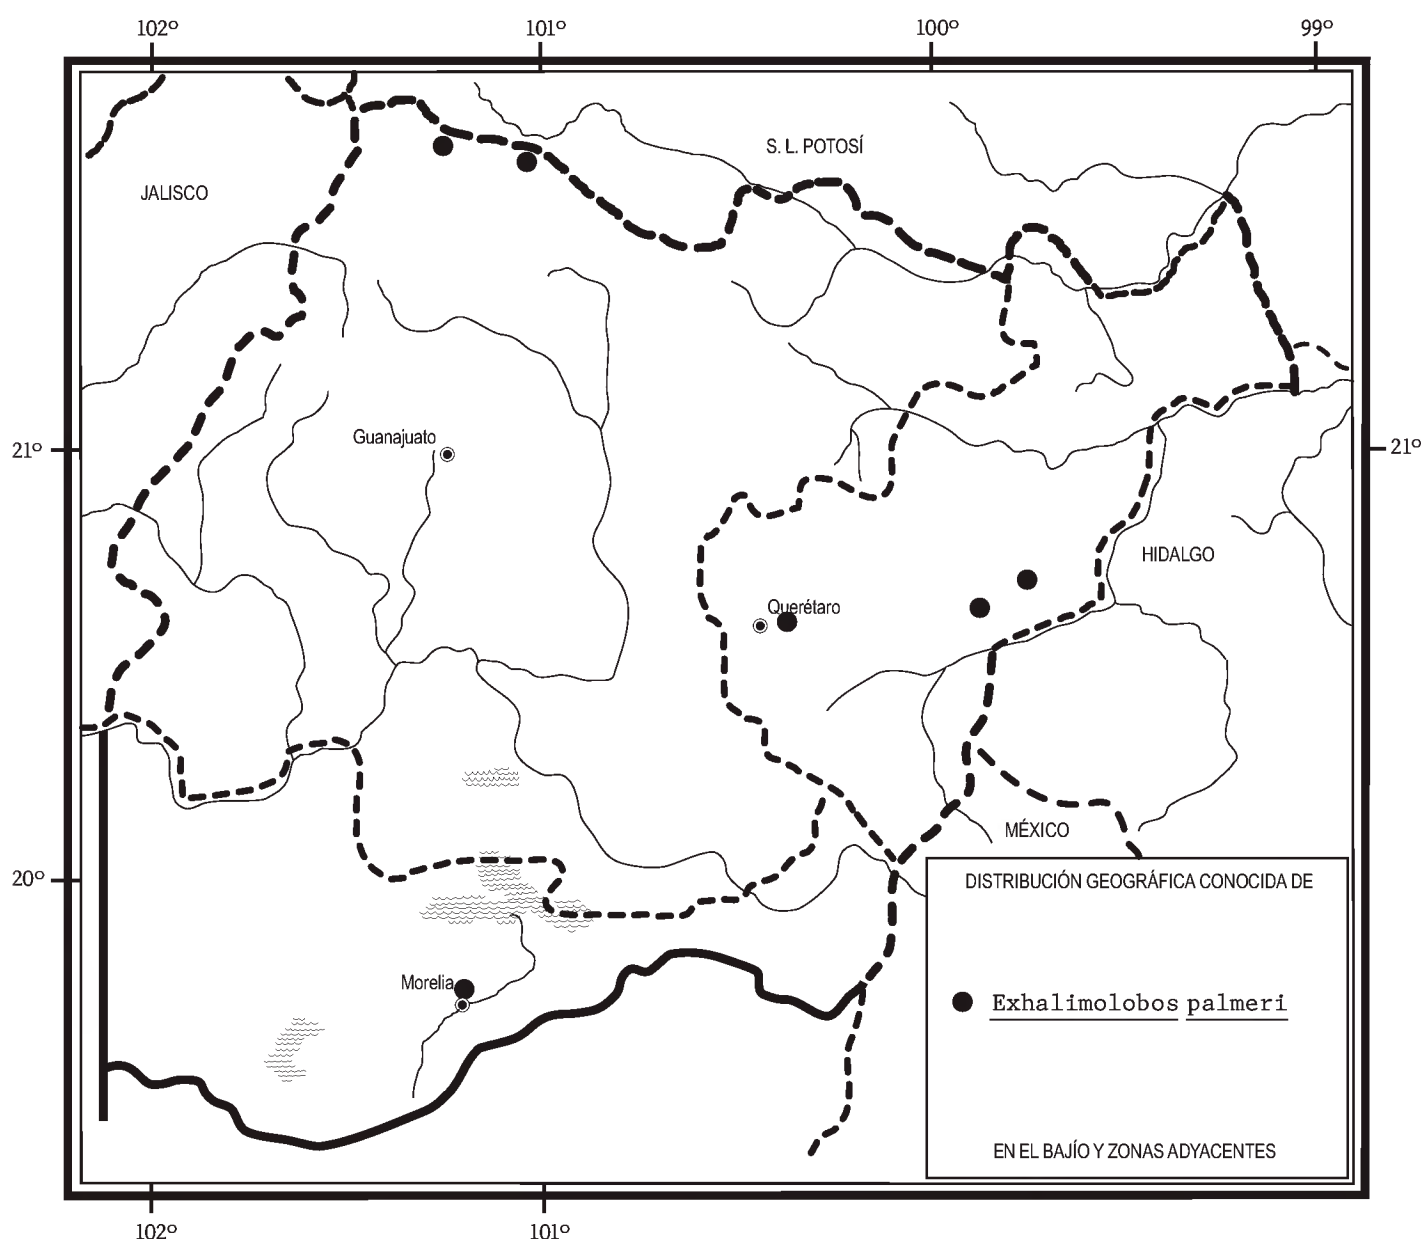 102º 101º 100º 99º
S. L. POTOSÍ
JALISCO
Guanajuato
21º 21º
HIDALGO
Querétaro
MÉXICO
20º
DISTRIBUCIÓN GEOGRÁFICA CONOCIDA DE
Morelia
Exhalimolobos palmeri
EN EL BAJÍO Y ZONAS ADYACENTES
102º 101º